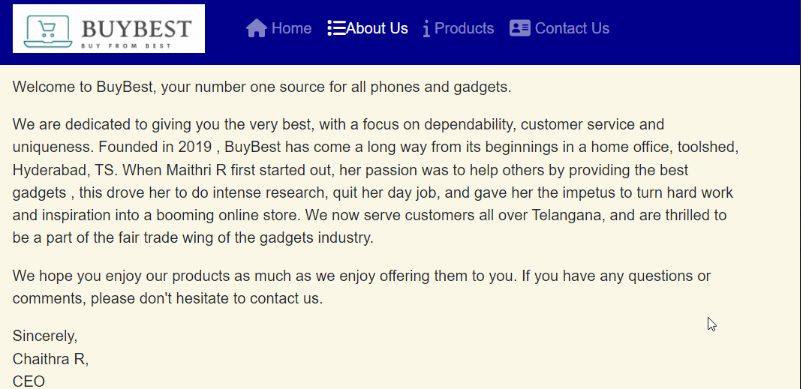 BUYBEST
BUY FROM BEST
Home About Us Products Contact Us
Welcome to BuyBest, your number one source for all phones and gadgets.
We are dedicated to giving you the very best, with a focus on dependability, customer service and
uniqueness. Founded in 2019 , BuyBest has come a long way from its beginnings in a home office, toolshed,
Hyderabad, TS. When Maithri R first started out, her passion was to help others by providing the best
gadgets , this drove her to do intense research, quit her day job, and gave her the impetus to turn hard work
and inspiration into a booming online store. We now serve customers all over Telangana, and are thrilled to
be a part of the fair trade wing of the gadgets industry.
We hope you enjoy our products as much as we enjoy offering them to you. If you have any questions or
comments, please don't hesitate to contact us.
Sincerely,
Chaithra R,
CEO